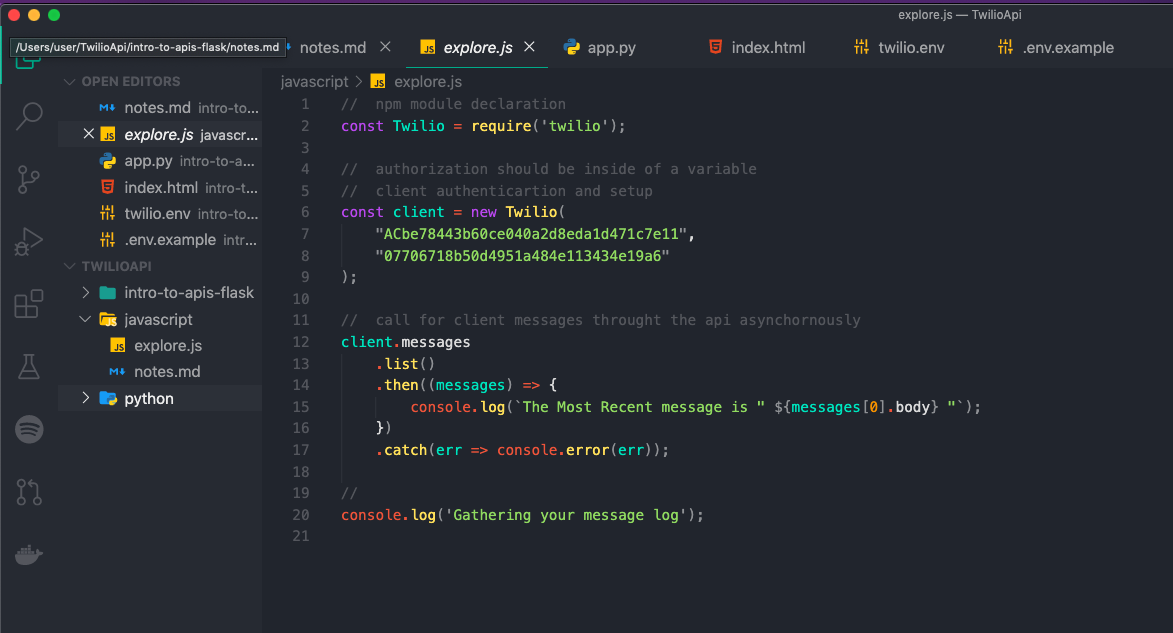 explore.js — TwilioApi
/Users/user/TwilioApi/intro-to-apis-flask/notes.md
notes.md
explore.js
app.py
index.html
twilio.env
.env.example
OPEN EDITORS
notes.md intro-to...
explore.js javascr...
app.py intro-to-a...
index.html intro-t...
twilio.env intro-to...
.env.example intr...
TWILIOAPI
intro-to-apis-flask
javascript
explore.js
notes.md
python
javascript > JS explore.js
1 // npm module declaration
2 const Twilio = require('twilio');
3
4 // authorization should be inside of a variable
5 // client authenticartion and setup
6 const client = new Twilio(
7 "ACbe78443b60ce040a2d8eda1d471c7e11",
8 "07706718b50d4951a484e113434e19a6"
9 );
10
11 // call for client messages throught the api asynchornously
12 client.messages
13 .list()
14 .then((messages) => {
15 console.log(`The Most Recent message is " ${messages[0].body} "`);
16 })
17 .catch(err => console.error(err));
18
19 //
20 console.log('Gathering your message log');
21